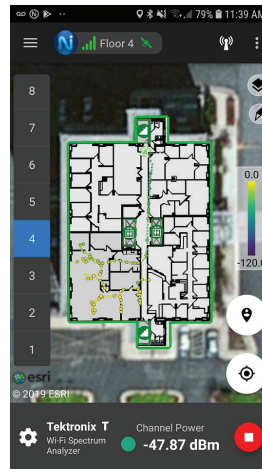 79% 11:39 AM
N Floor 4
8
7
6
5
4
3
2
1
0.0
-120.0
esri
© 2019 ESRI
Tektronix T
Wi-Fi Spectrum
Analyzer
Channel Power
-47.87 dBm